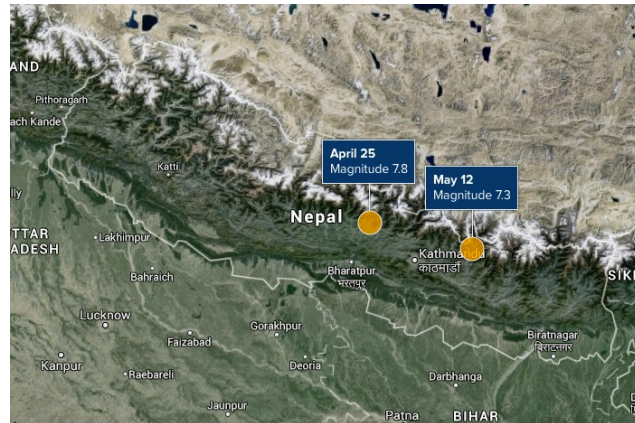 AND
Pithoragarh
ach Kande
Katti
lly
April 25
Magnitude 7.8
May 12
Magnitude 7.3
Nepal
TTAR
ADESH
Lakhimpur
Kathmandu
काठमाडौं
Bharatpur
भरतपुर
Bahraich
SIK
Lucknow
Gorakhpur
Faizabad
Biratnagar
बिराटनगर
Kanpur
Raebareli
Deoria
Darbhanga
Jaunpur
Patna
BIHAR